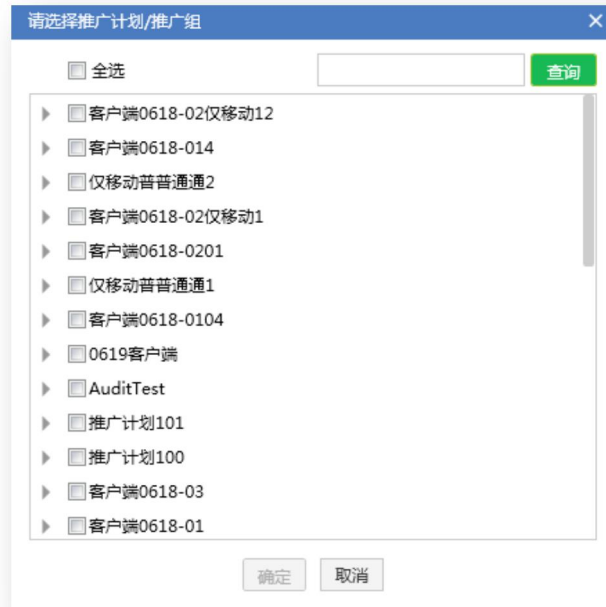 请选择推广计划/推广组
全选 查询
客户端0618-02仅移动12
客户端0618-014
仅移动普普通通2
客户端0618-02仅移动1
客户端0618-0201
仅移动普普通通1
客户端0618-0104
0619客户端
AuditTest
推广计划101
推广计划100
客户端0618-03
客户端0618-01
确定 取消